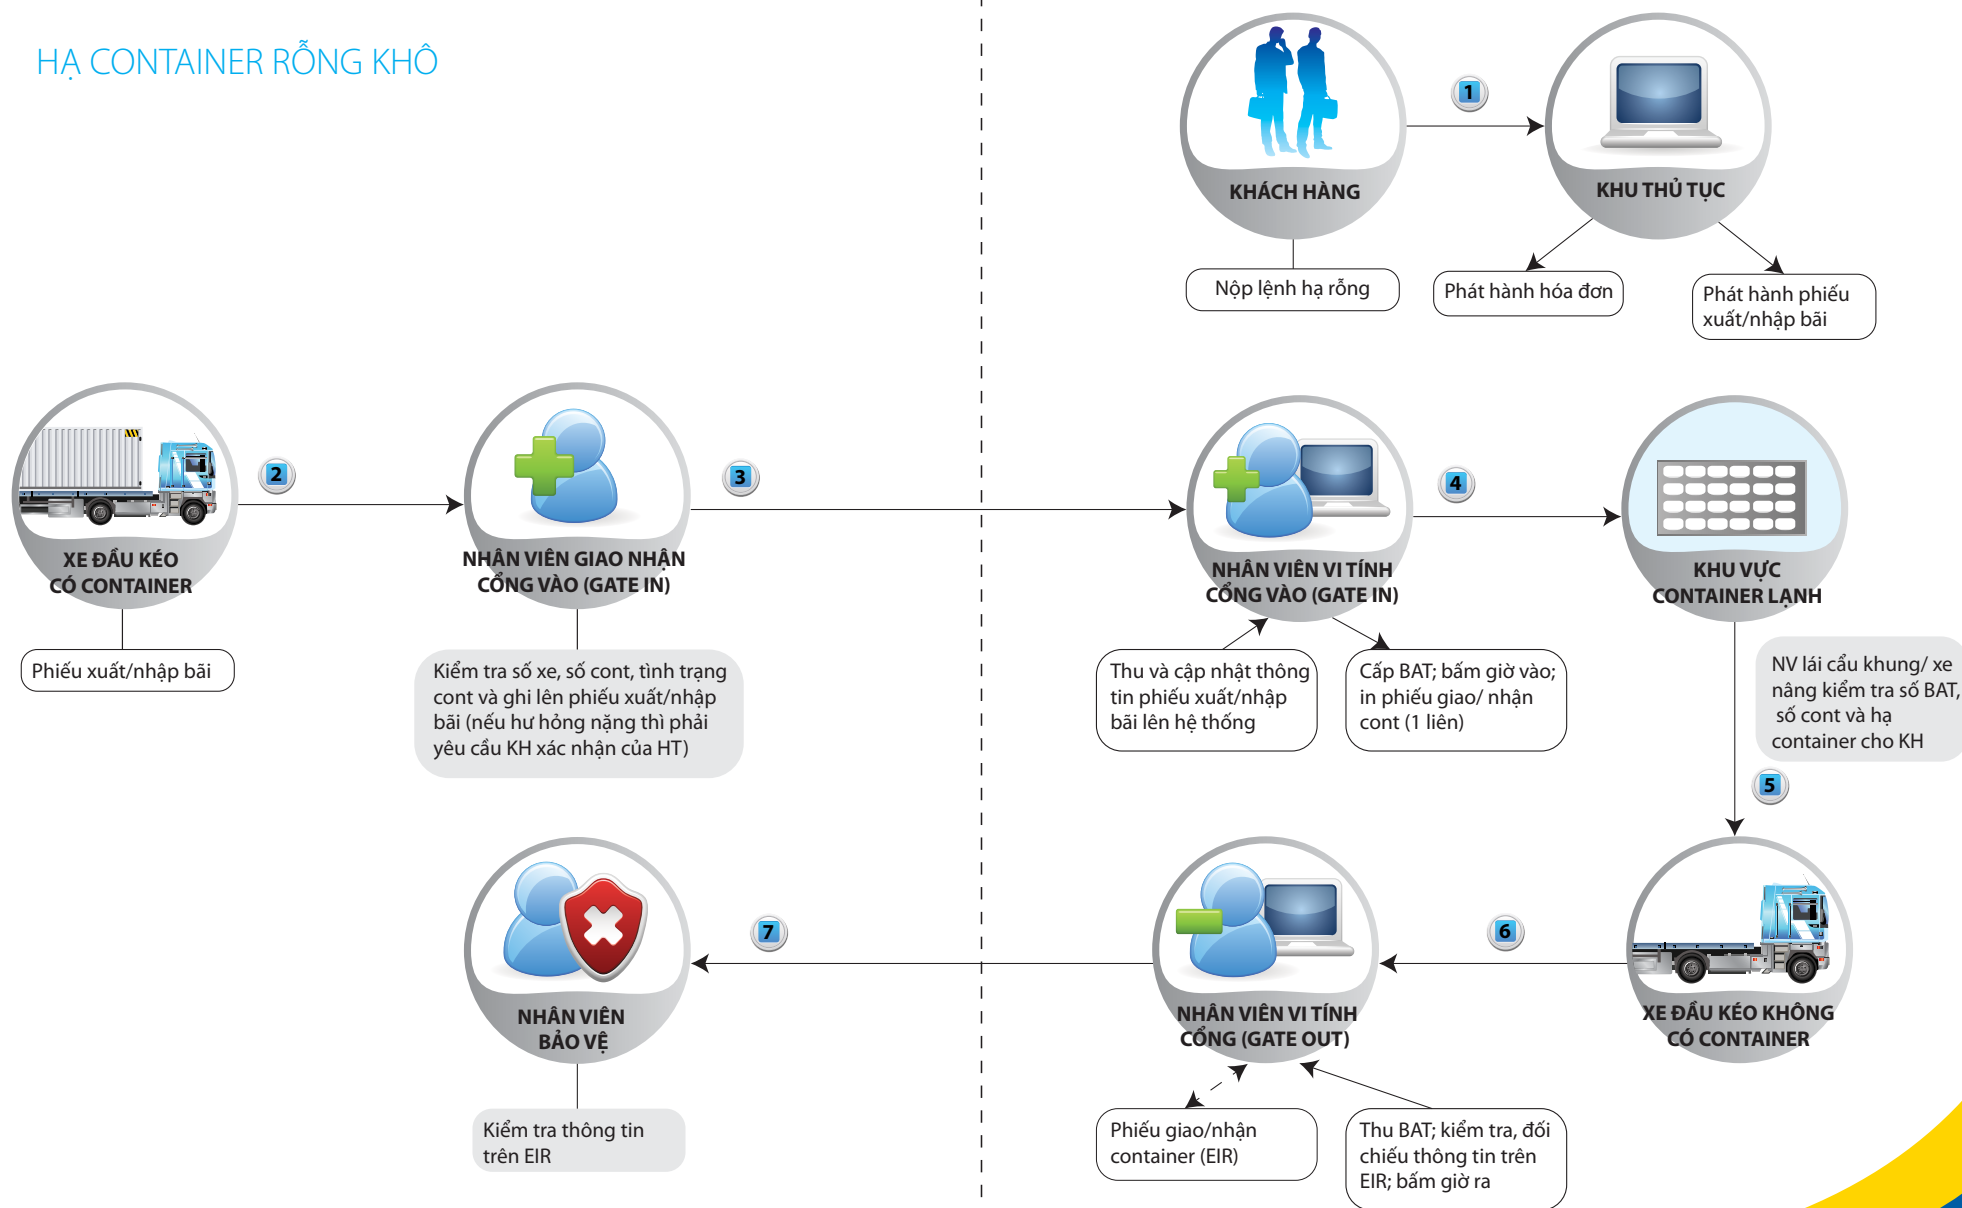 HẠ CONTAINER RỖNG KHÔ
1
KHÁCH HÀNG
KHU THỦ TỤC
Nộp lệnh hạ rỗng
Phát hành hóa đơn
Phát hành phiếu
xuất/nhập bãi
2
3
4
XE ĐẦU KÉO
CÓ CONTAINER
NHÂN VIÊN GIAO NHẬN
CỔNG VÀO (GATE IN)
NHÂN VIÊN VI TÍNH
CỔNG VÀO (GATE IN)
KHU VỰC
CONTAINER LẠNH
Phiếu xuất/nhập bãi
Kiểm tra số xe, số cont, tình trạng
cont và ghi lên phiếu xuất/nhập
bãi (nếu hư hỏng nặng thì phải
yêu cầu KH xác nhận của HT)
Thu và cập nhật thông
tin phiếu xuất/nhập
bãi lên hệ thống
Cấp BAT; bấm giờ vào;
in phiếu giao/ nhận
cont (1 liên)
NV lái cẩu khung/ xe
nâng kiểm tra số BAT,
số cont và hạ
container cho KH
5
7
6
NHÂN VIÊN
BẢO VỆ
NHÂN VIÊN VI TÍNH
CỔNG (GATE OUT)
XE ĐẦU KÉO KHÔNG
CÓ CONTAINER
Kiểm tra thông tin
trên EIR
Phiếu giao/nhận
container (EIR)
Thu BAT; kiểm tra, đối
chiếu thông tin trên
EIR; bấm giờ ra